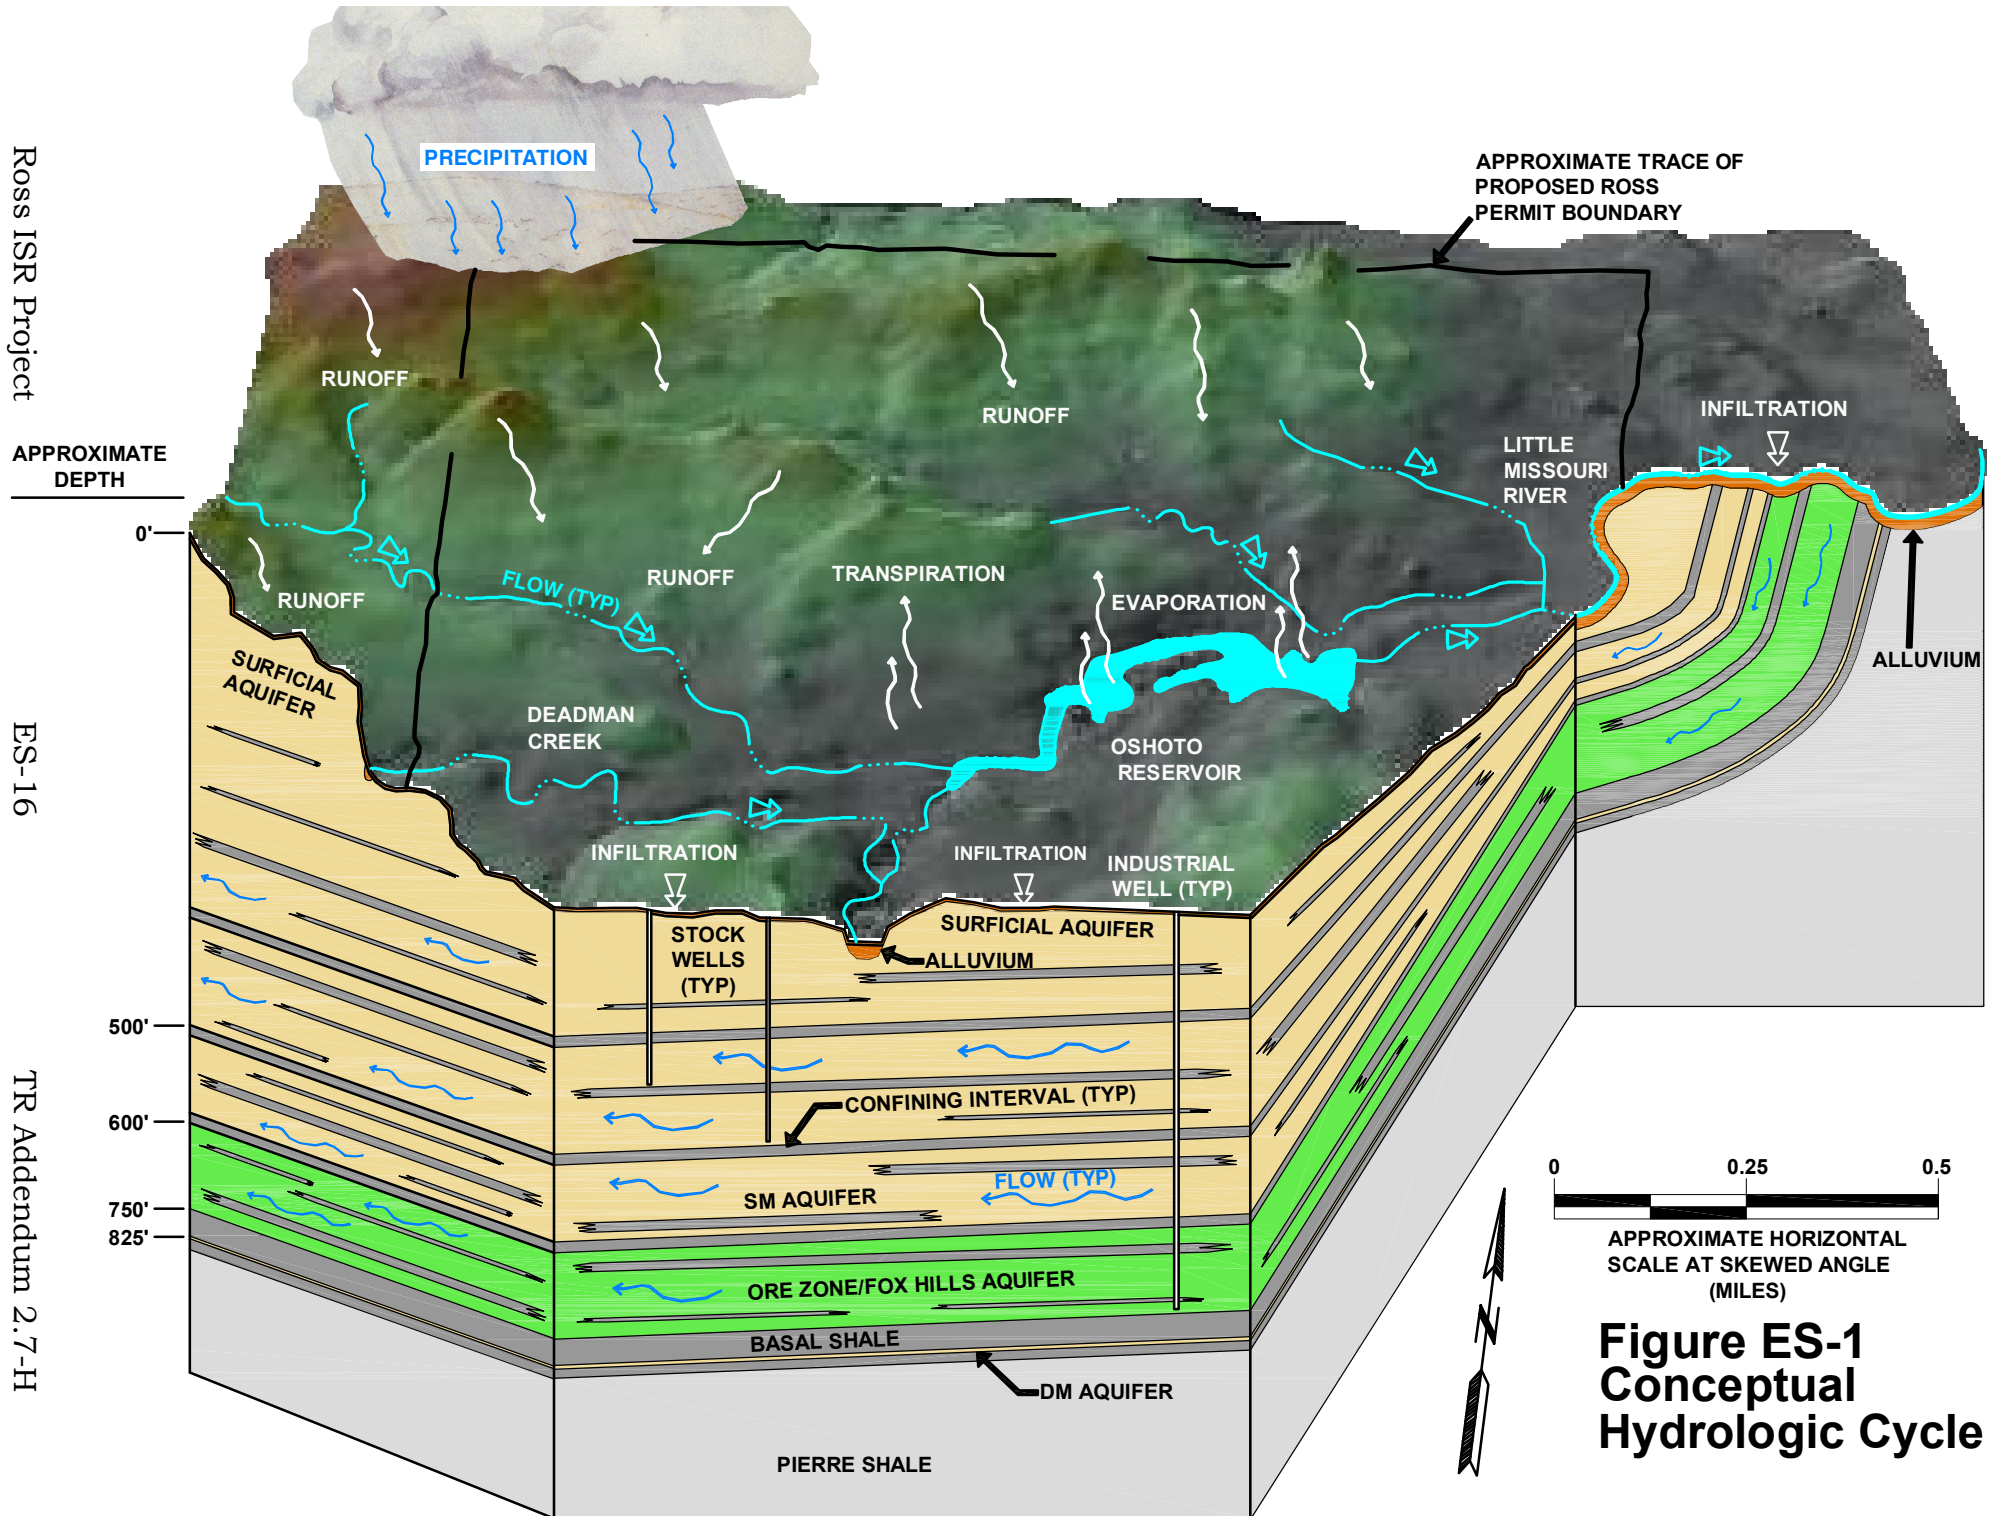 Ross ISR Project
ES-16
TR Addendum 2.7-H
PRECIPITATION
APPROXIMATE TRACE OF
PROPOSED ROSS
PERMIT BOUNDARY
RUNOFF
RUNOFF
INFILTRATION
LITTLE
MISSOURI
RIVER
APPROXIMATE
DEPTH
0'
500'
600'
750'
825'
RUNOFF
FLOW (TYP)
RUNOFF
TRANSPIRATION
EVAPORATION
ALLUVIUM
SURFICIAL
AQUIFER
DEADMAN
CREEK
OSHOTO
RESERVOIR
INFILTRATION
INFILTRATION
INDUSTRIAL
WELL (TYP)
STOCK
WELLS
(TYP)
SURFICIAL AQUIFER
ALLUVIUM
CONFINING INTERVAL (TYP)
SM AQUIFER
FLOW (TYP)
ORE ZONE/FOX HILLS AQUIFER
BASAL SHALE
DM AQUIFER
PIERRE SHALE
0 0.25 0.5
APPROXIMATE HORIZONTAL
SCALE AT SKEWED ANGLE
(MILES)
N
Figure ES-1
Conceptual
Hydrologic Cycle